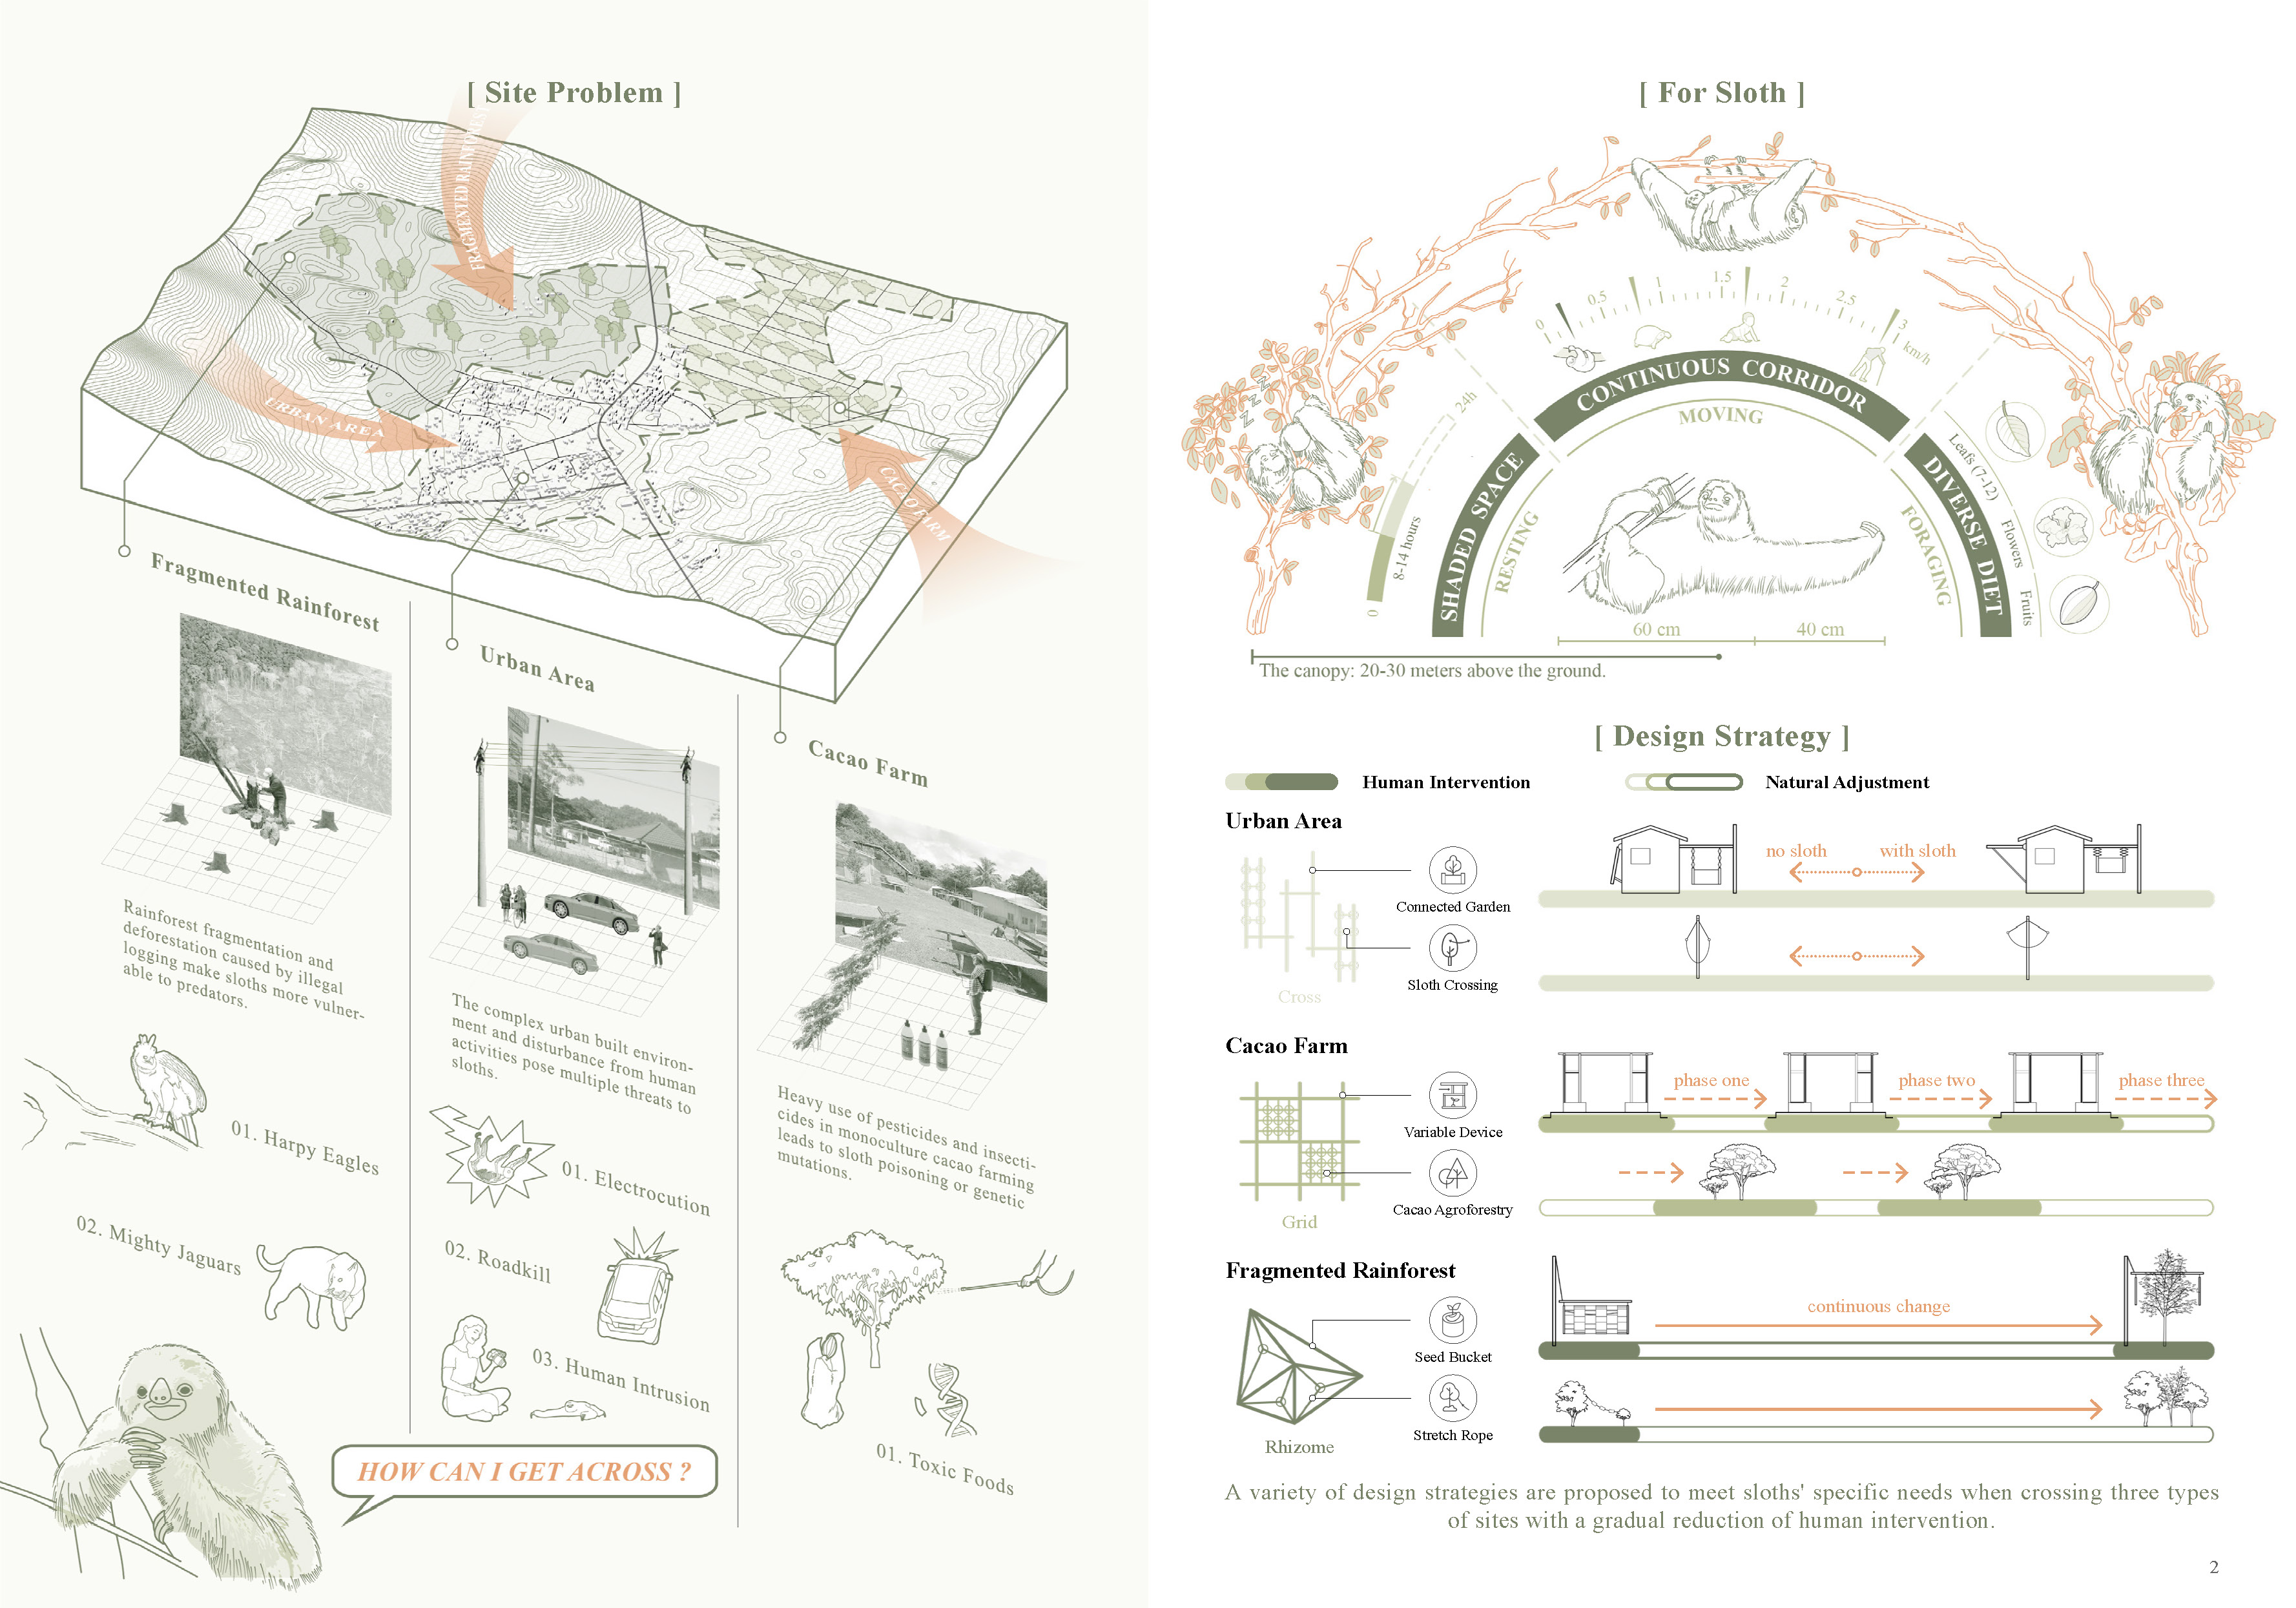 [ Site Problem ]
FRAGMENTED RAINFOREST
URBAN AREA
CACAO FARM
Fragmented Rainforest
Rainforest fragmentation and
deforestation caused by illegal
logging make sloths more vulner-
able to predators.
01. Harpy Eagles
02. Mighty Jaguars
Urban Area
The complex urban built environ-
ment and disturbance from human
activities pose multiple threats to
sloths.
01. Electrocution
02. Roadkill
03. Human Intrusion
Cacao Farm
Heavy use of pesticides and insecti-
cides in monoculture cacao farming
leads to sloth poisoning or genetic
mutations.
01. Toxic Foods
HOW CAN I GET ACROSS ?
[ For Sloth ]
0 0.5 1 1.5 2 2.5 3 km/h
CONTINUOUS CORRIDOR
MOVING
Z Z Z Z
24h
8-14 hours
0
SHADED SPACE
RESTING
DIVERSE DIET
FORAGING
Leafs (7-12)
Flowers
Fruits
60 cm
40 cm
The canopy: 20-30 meters above the ground.
[ Design Strategy ]
Human Intervention
Natural Adjustment
Urban Area
Connected Garden
Sloth Crossing
Cross
no sloth
with sloth
Cacao Farm
Variable Device
Cacao Agroforestry
Grid
phase one
phase two
phase three
Fragmented Rainforest
Seed Bucket
Stretch Rope
Rhizome
continuous change
A variety of design strategies are proposed to meet sloths' specific needs when crossing three types
of sites with a gradual reduction of human intervention.
2